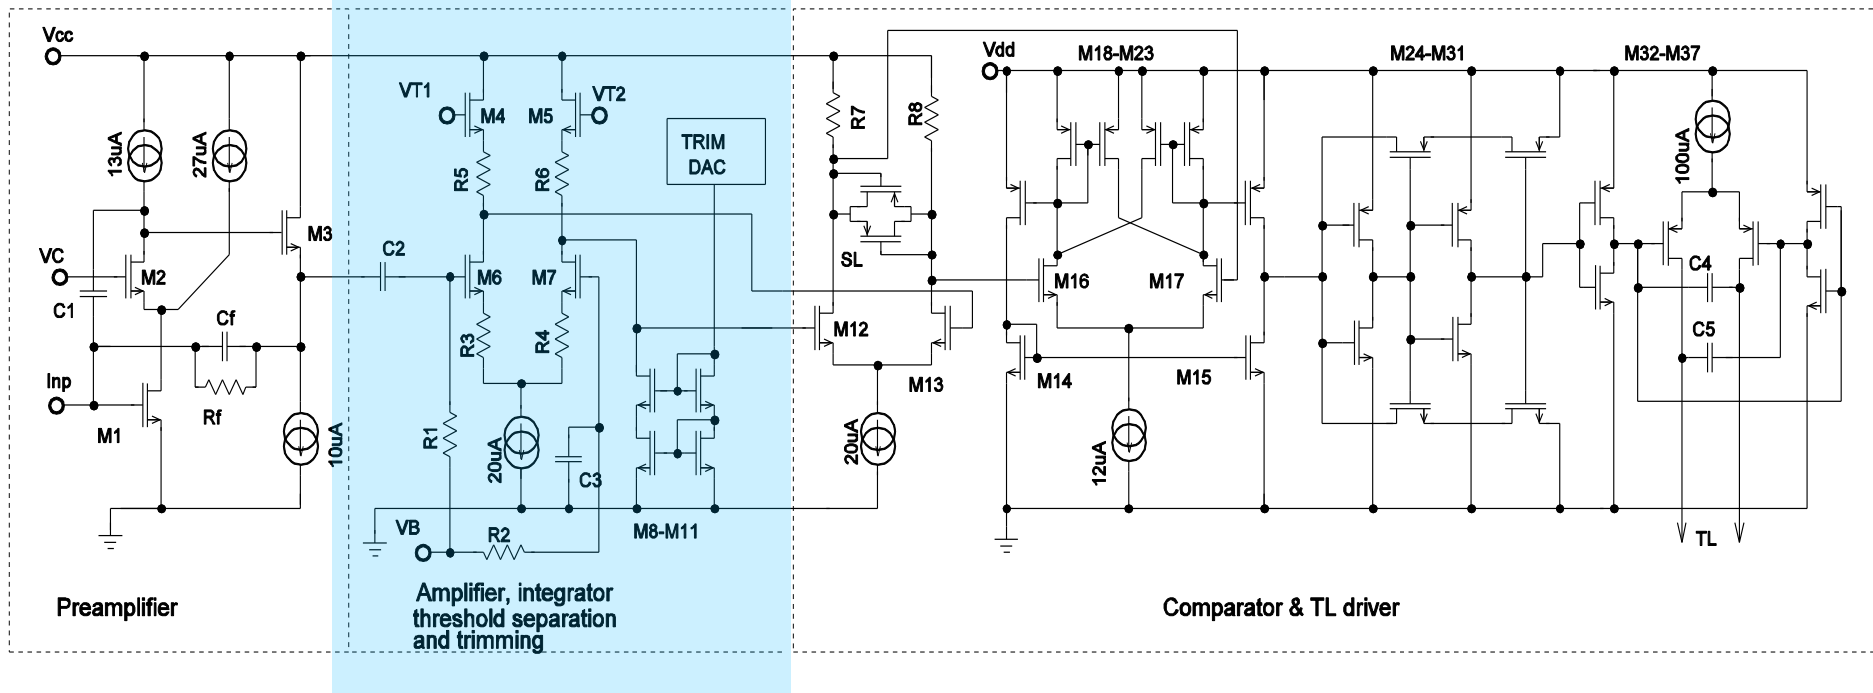 Vcc
13uA
27uA
VC
M2
M3
C1
Cf
Inp
Rf
M1
10uA
Preamplifier
VT1
M4
M5
VT2
TRIM
DAC
R5
R6
C2
M6
M7
R3
R4
R1
20uA
C3
VB
R2
M8-M11
Amplifier, integrator
threshold separation
and trimming
R7
R8
SL
M12
M13
20uA
Vdd
M18-M23
M24-M31
M32-M37
M16
M17
M14
M15
12uA
100uA
C4
C5
TL
Comparator & TL driver